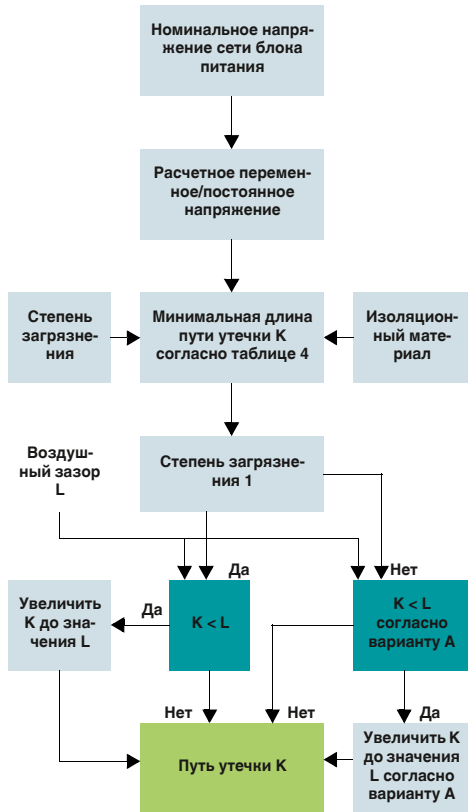 Номинальное напря-
жение сети блока
питания
Расчетное перемен-
ное/постоянное
напряжение
Степень
загрязне-
ния
Минимальная длина
пути утечки K
согласно таблице 4
Изоляцион-
ный мате-
риал
Воздуш-
ный зазор
L
Степень загрязне-
ния 1
Да
Нет
Увеличить
K до зна-
чения L
Да
K < L
K < L
согласно
варианту A
Нет
Нет
Да
Путь утечки K
Увеличить K
до значения
L согласно
варианту A